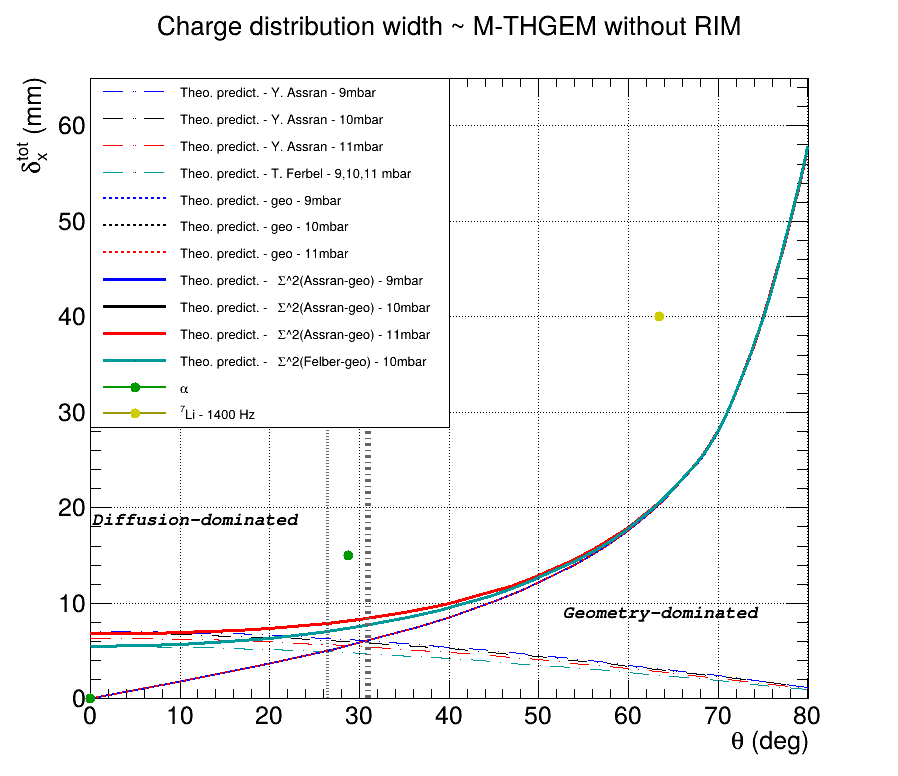 Charge distribution width ~ M-THGEM without RIM
δₓᵗᵒᵗ (mm)
60
50
40
30
20
10
0
Theo. predict. - Y. Assran - 9mbar
Theo. predict. - Y. Assran - 10mbar
Theo. predict. - Y. Assran - 11mbar
Theo. predict. - T. Ferbel - 9,10,11 mbar
Theo. predict. - geo - 9mbar
Theo. predict. - geo - 10mbar
Theo. predict. - geo - 11mbar
Theo. predict. - Σ^2(Assran-geo) - 9mbar
Theo. predict. - Σ^2(Assran-geo) - 10mbar
Theo. predict. - Σ^2(Assran-geo) - 11mbar
Theo. predict. - Σ^2(Felber-geo) - 10mbar
α
⁷Li - 1400 Hz
Diffusion-dominated
Geometry-dominated
0 10 20 30 40 50 60 70 80
θ (deg)